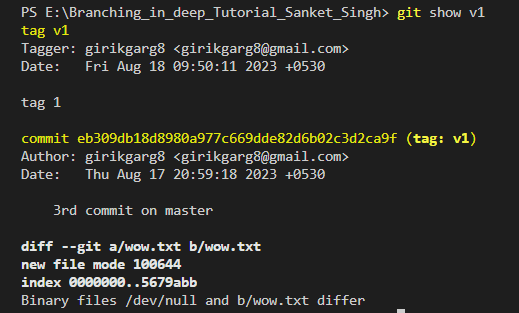 PS E:\Branching_in_deep_Tutorial_Sanket_Singh> git show v1
tag v1
Tagger: girikgarg8 <girikgarg8@gmail.com>
Date:   Fri Aug 18 09:50:11 2023 +0530
tag 1
commit eb309db18d8980a977c669dde82d6b02c3d2ca9f (tag: v1)
Author: girikgarg8 <girikgarg8@gmail.com>
Date:   Thu Aug 17 20:59:18 2023 +0530
    3rd commit on master
diff --git a/wow.txt b/wow.txt
new file mode 100644
index 0000000..5679abb
Binary files /dev/null and b/wow.txt differ